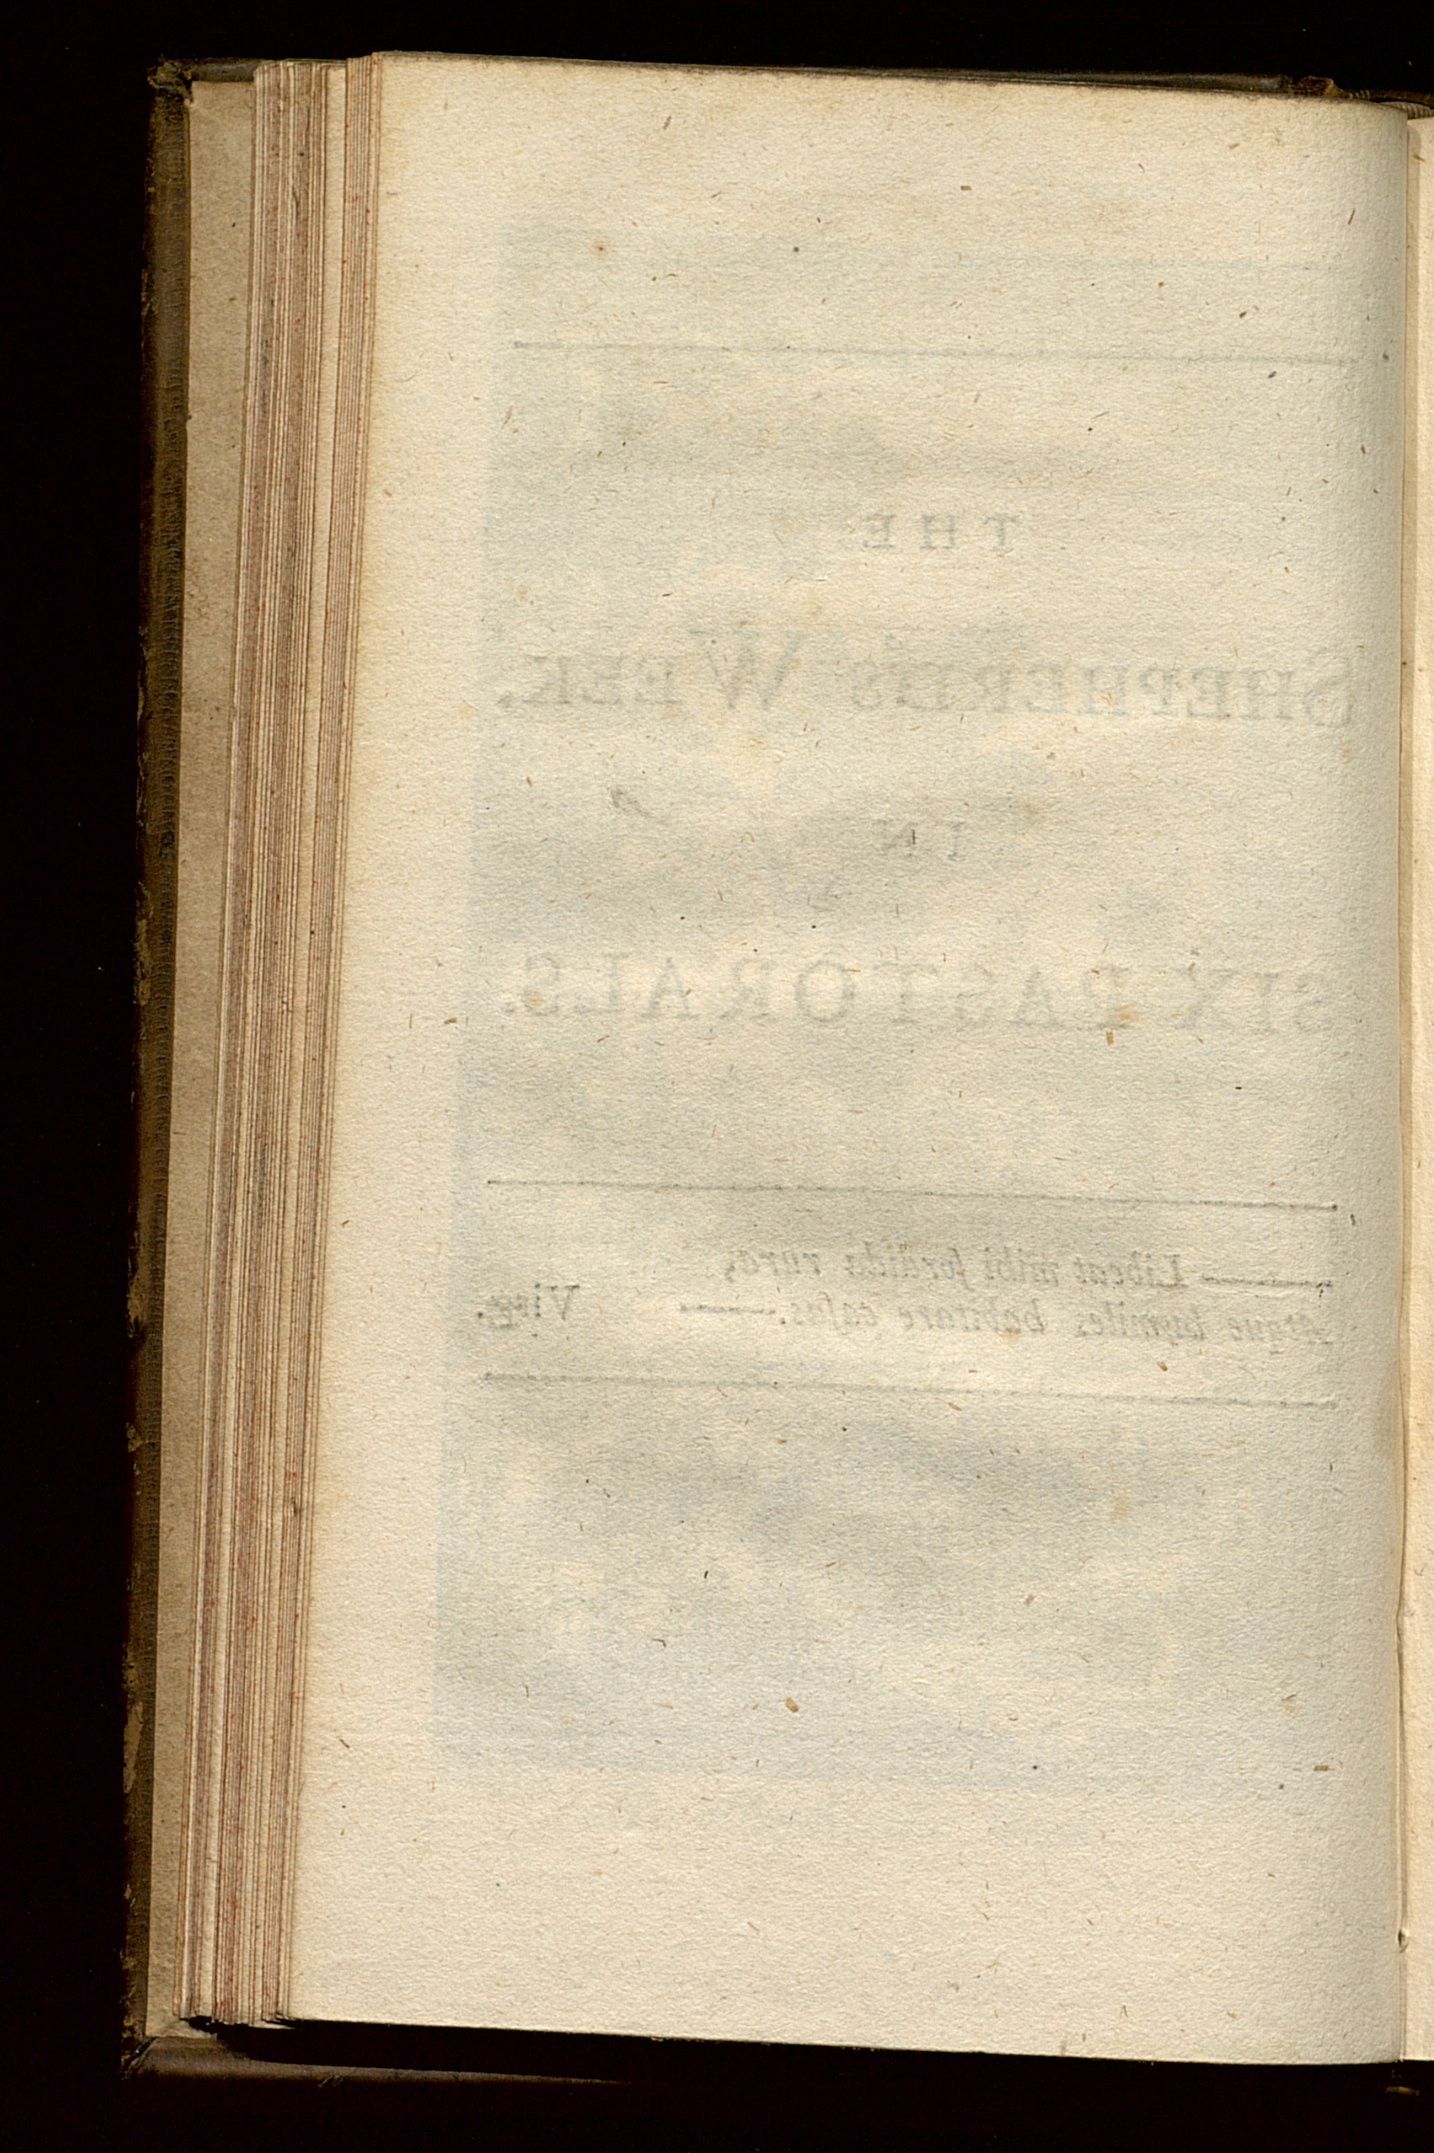 THE
SHEPHERD'S WEEK.
IN
SIX PASTORALS.
—— Libeat mihi sordida rura,
Atque humiles habitare casas. —— Virg.